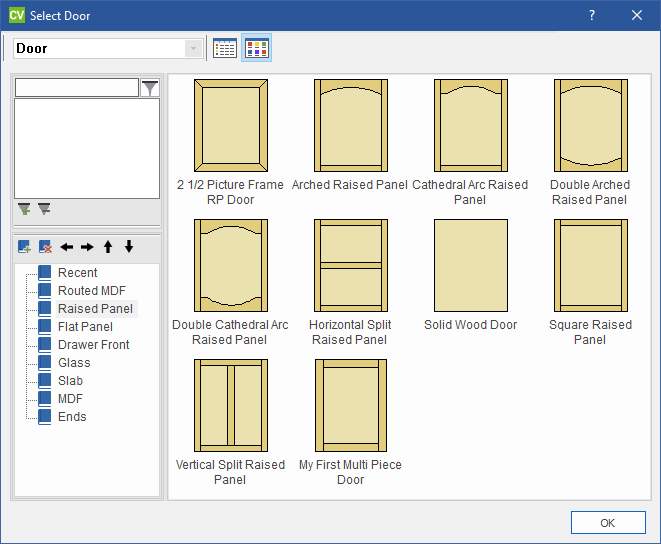 CV Select Door
?
Door
2 1/2 Picture Frame
RP Door
Arched Raised Panel
Cathedral Arc Raised
Panel
Double Arched
Raised Panel
Double Cathedral Arc
Raised Panel
Horizontal Split
Raised Panel
Solid Wood Door
Square Raised
Panel
Vertical Split Raised
Panel
My First Multi Piece
Door
Recent
Routed MDF
Raised Panel
Flat Panel
Drawer Front
Glass
Slab
MDF
Ends
OK